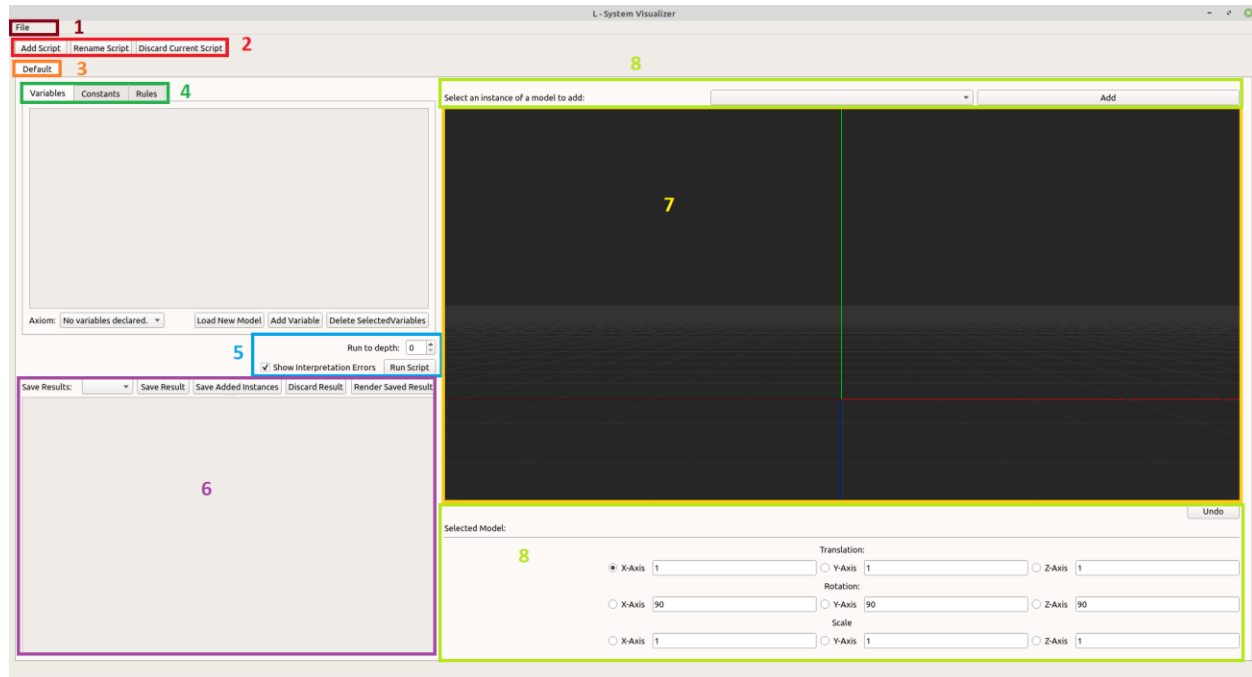 L - System Visualizer
File 1
Add Script Rename Script Discard Current Script 2
Default 3
8
Variables Constants Rules 4
Select an instance of a model to add: Add
7
Axiom: No variables declared. Load New Model Add Variable Delete SelectedVariables
5
Run to depth: 0
Show Interpretation Errors Run Script
Save Results: Save Result Save Added Instances Discard Result Render Saved Result
6
Undo
Selected Model:
8
Translation:
X-Axis 1 Y-Axis 1 Z-Axis 1
Rotation:
X-Axis 90 Y-Axis 90 Z-Axis 90
Scale
X-Axis 1 Y-Axis 1 Z-Axis 1